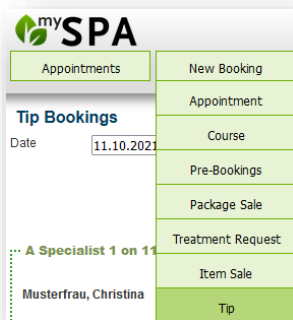 mySPA
Appointments
New Booking
Appointment
Course
Pre-Bookings
Package Sale
Treatment Request
Item Sale
Tip
Tip Bookings
Date 11.10.2021
A Specialist 1 on 11
Musterfrau, Christina